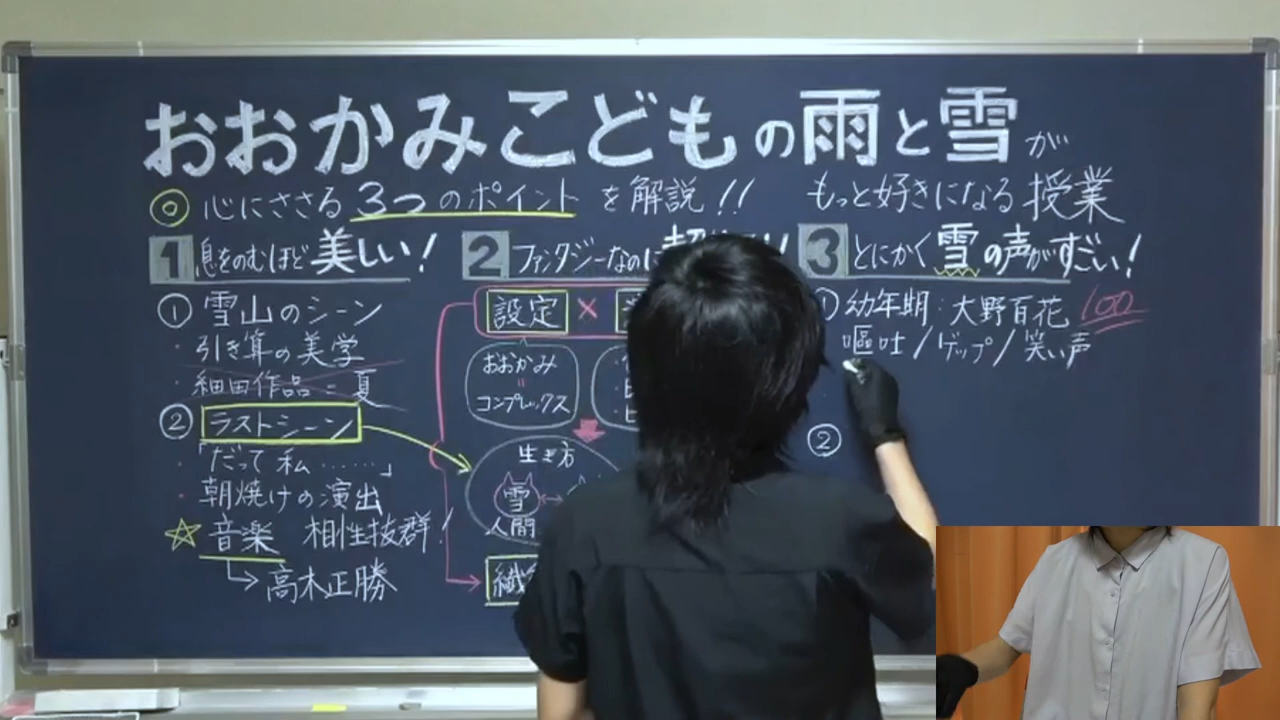 おおかみこどもの雨と雪が
◎ 心にささる3つのポイントを解説!! もっと好きになる授業
1 息をのむほど美しい!
① 雪山のシーン
・引き算の美学
・細田作品=夏
② ラストシーン
・「だって私……」
・朝焼けの演出
☆音楽 相性抜群!
高木正勝
2 ファンタジーなのに
設定 ×
おおかみ
=
コンプレックス
生き方
雪 ↔
人間
3 とにかく雪の声がすごい!
① 幼年期:大野百花 100
嘔吐/ゲップ/笑い声
②